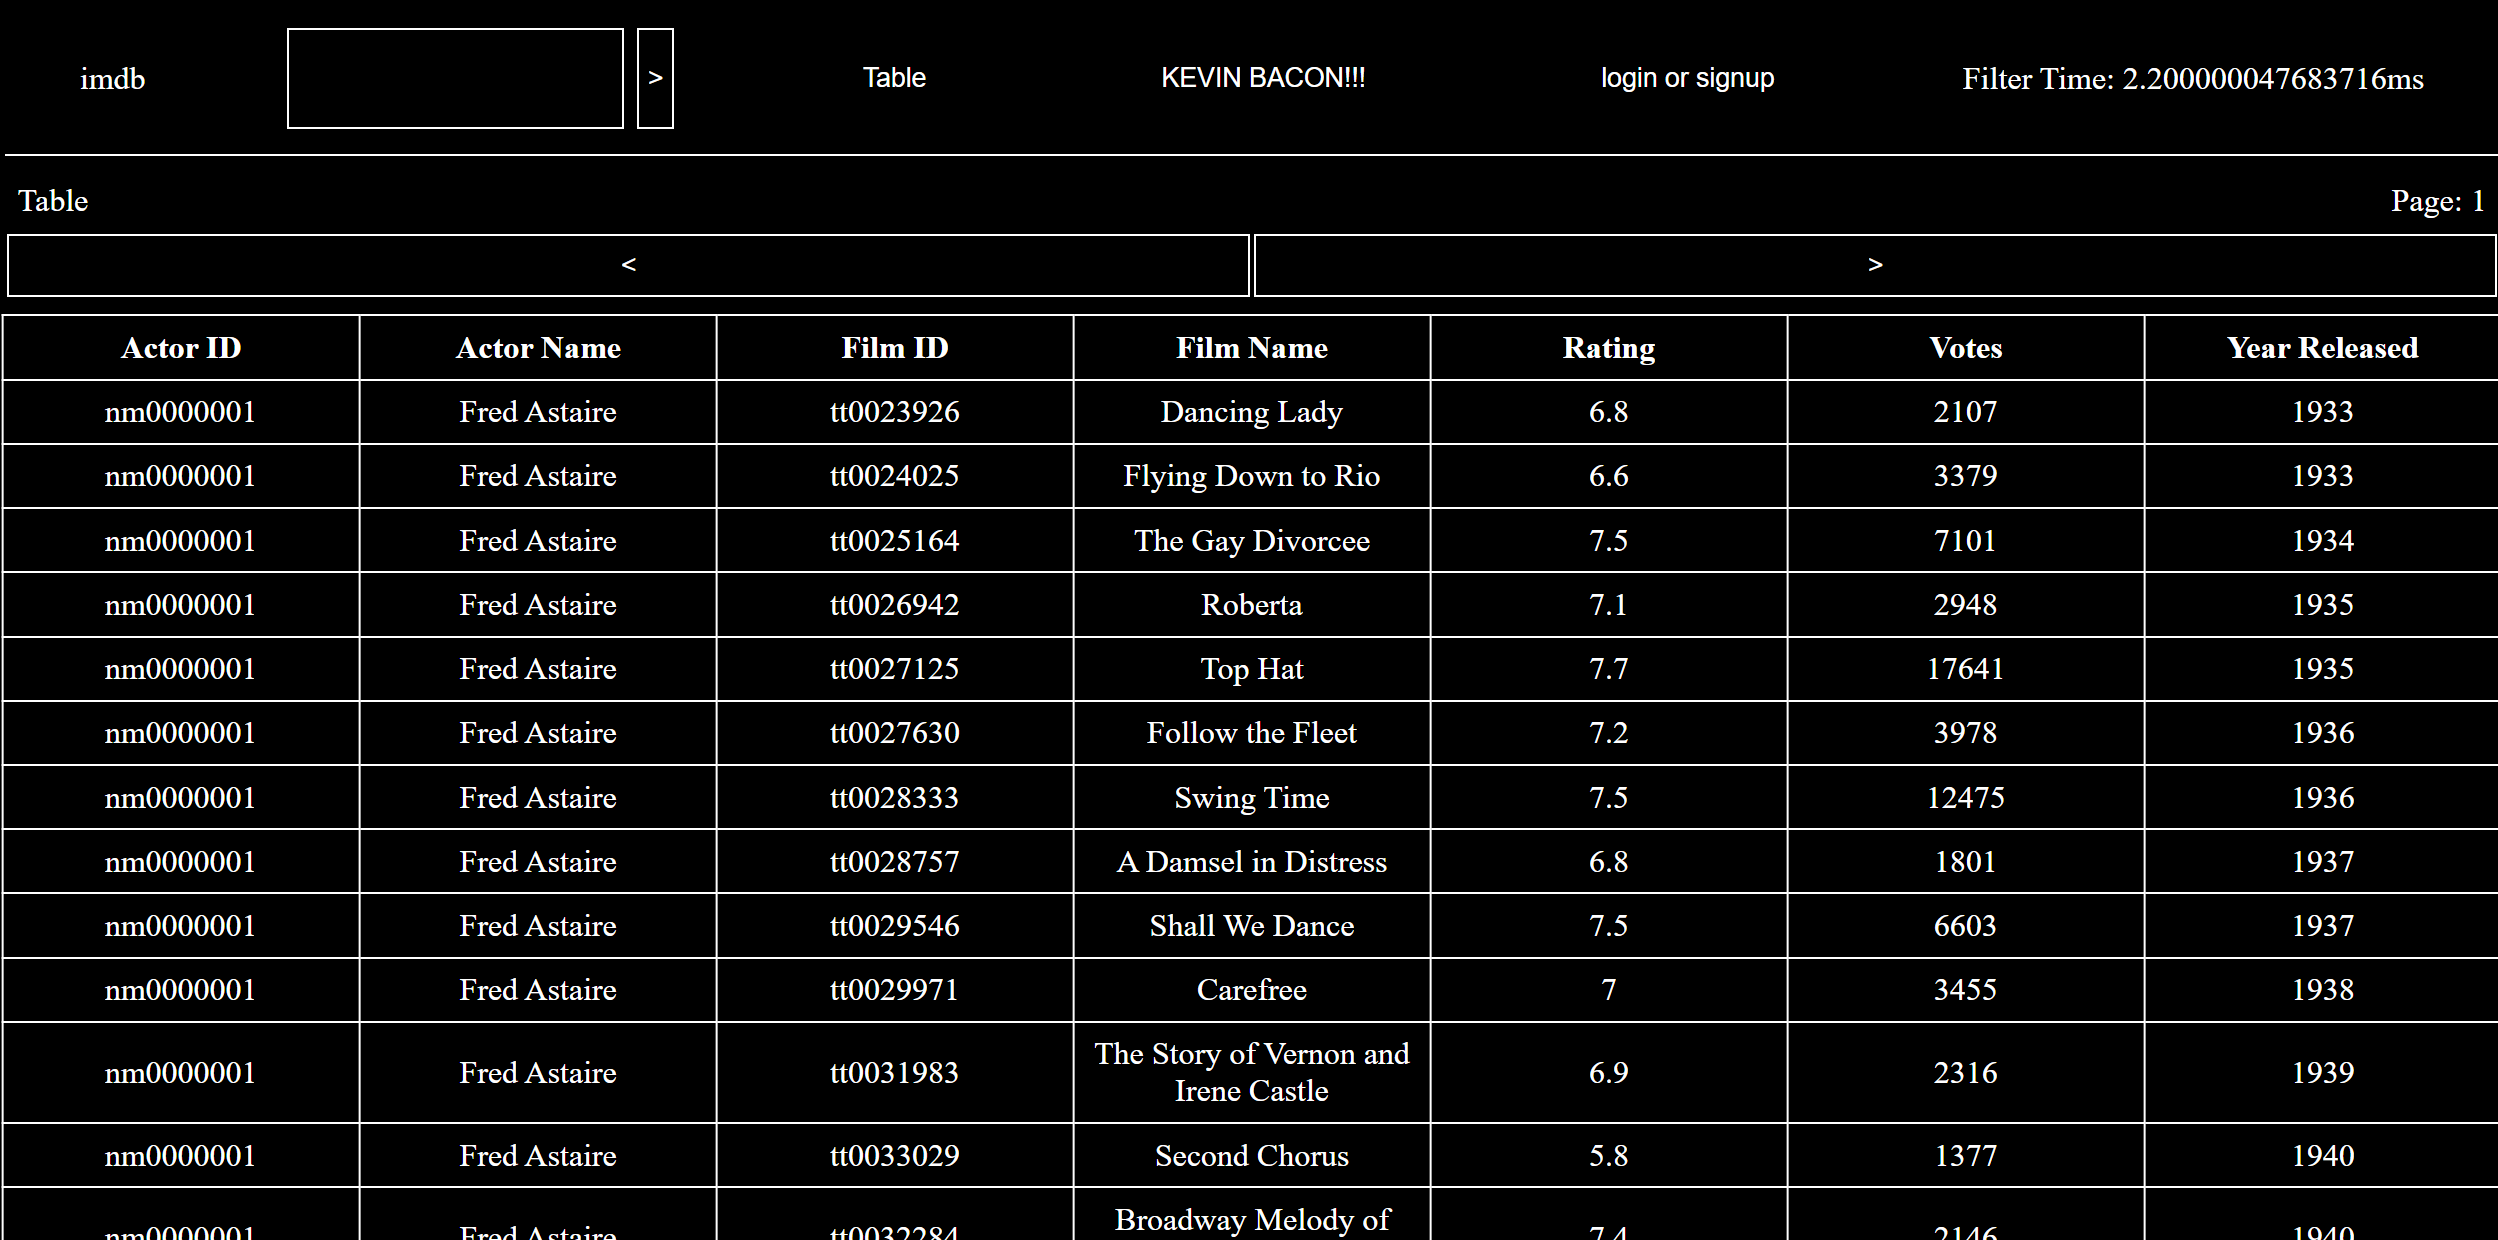 imdb > Table KEVIN BACON!!! login or signup Filter Time: 2.200000047683716ms
Table Page: 1
< >
Actor ID Actor Name Film ID Film Name Rating Votes Year Released
nm0000001 Fred Astaire tt0023926 Dancing Lady 6.8 2107 1933
nm0000001 Fred Astaire tt0024025 Flying Down to Rio 6.6 3379 1933
nm0000001 Fred Astaire tt0025164 The Gay Divorcee 7.5 7101 1934
nm0000001 Fred Astaire tt0026942 Roberta 7.1 2948 1935
nm0000001 Fred Astaire tt0027125 Top Hat 7.7 17641 1935
nm0000001 Fred Astaire tt0027630 Follow the Fleet 7.2 3978 1936
nm0000001 Fred Astaire tt0028333 Swing Time 7.5 12475 1936
nm0000001 Fred Astaire tt0028757 A Damsel in Distress 6.8 1801 1937
nm0000001 Fred Astaire tt0029546 Shall We Dance 7.5 6603 1937
nm0000001 Fred Astaire tt0029971 Carefree 7 3455 1938
nm0000001 Fred Astaire tt0031983 The Story of Vernon and
Irene Castle 6.9 2316 1939
nm0000001 Fred Astaire tt0033029 Second Chorus 5.8 1377 1940
Broadway Melody of
nm0000001 Fred Astaire tt0032284 7.4 2146 1940